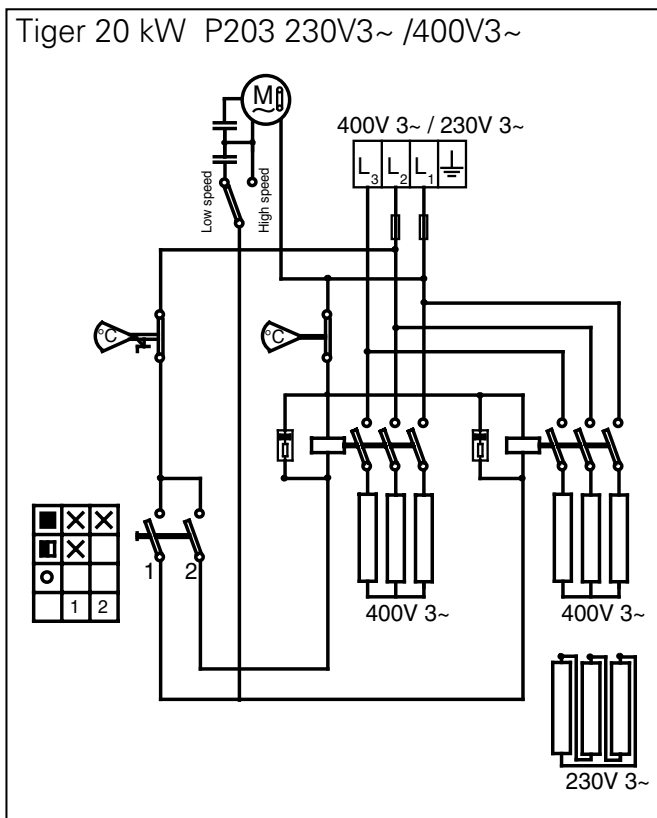 Tiger 20 kW P203 230V3~ /400V3~
M
~
400V 3~ / 230V 3~
L3 L2 L1
Low speed
High speed
°C
°C
1 2
1 2
400V 3~
400V 3~
230V 3~